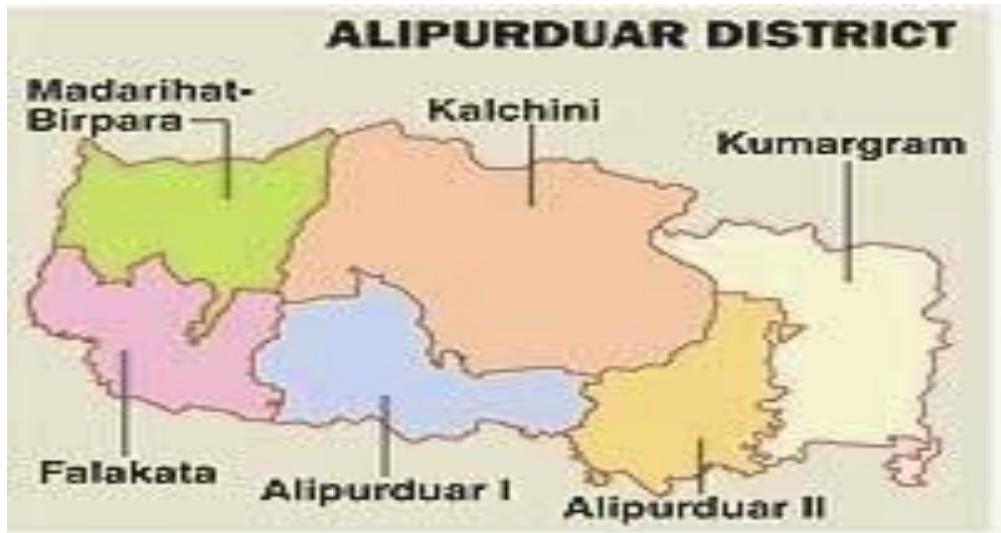 ALIPURDUAR DISTRICT
Madarihat-
Birpara
Kalchini
Kumargram
Falakata
Alipurduar I
Alipurduar II